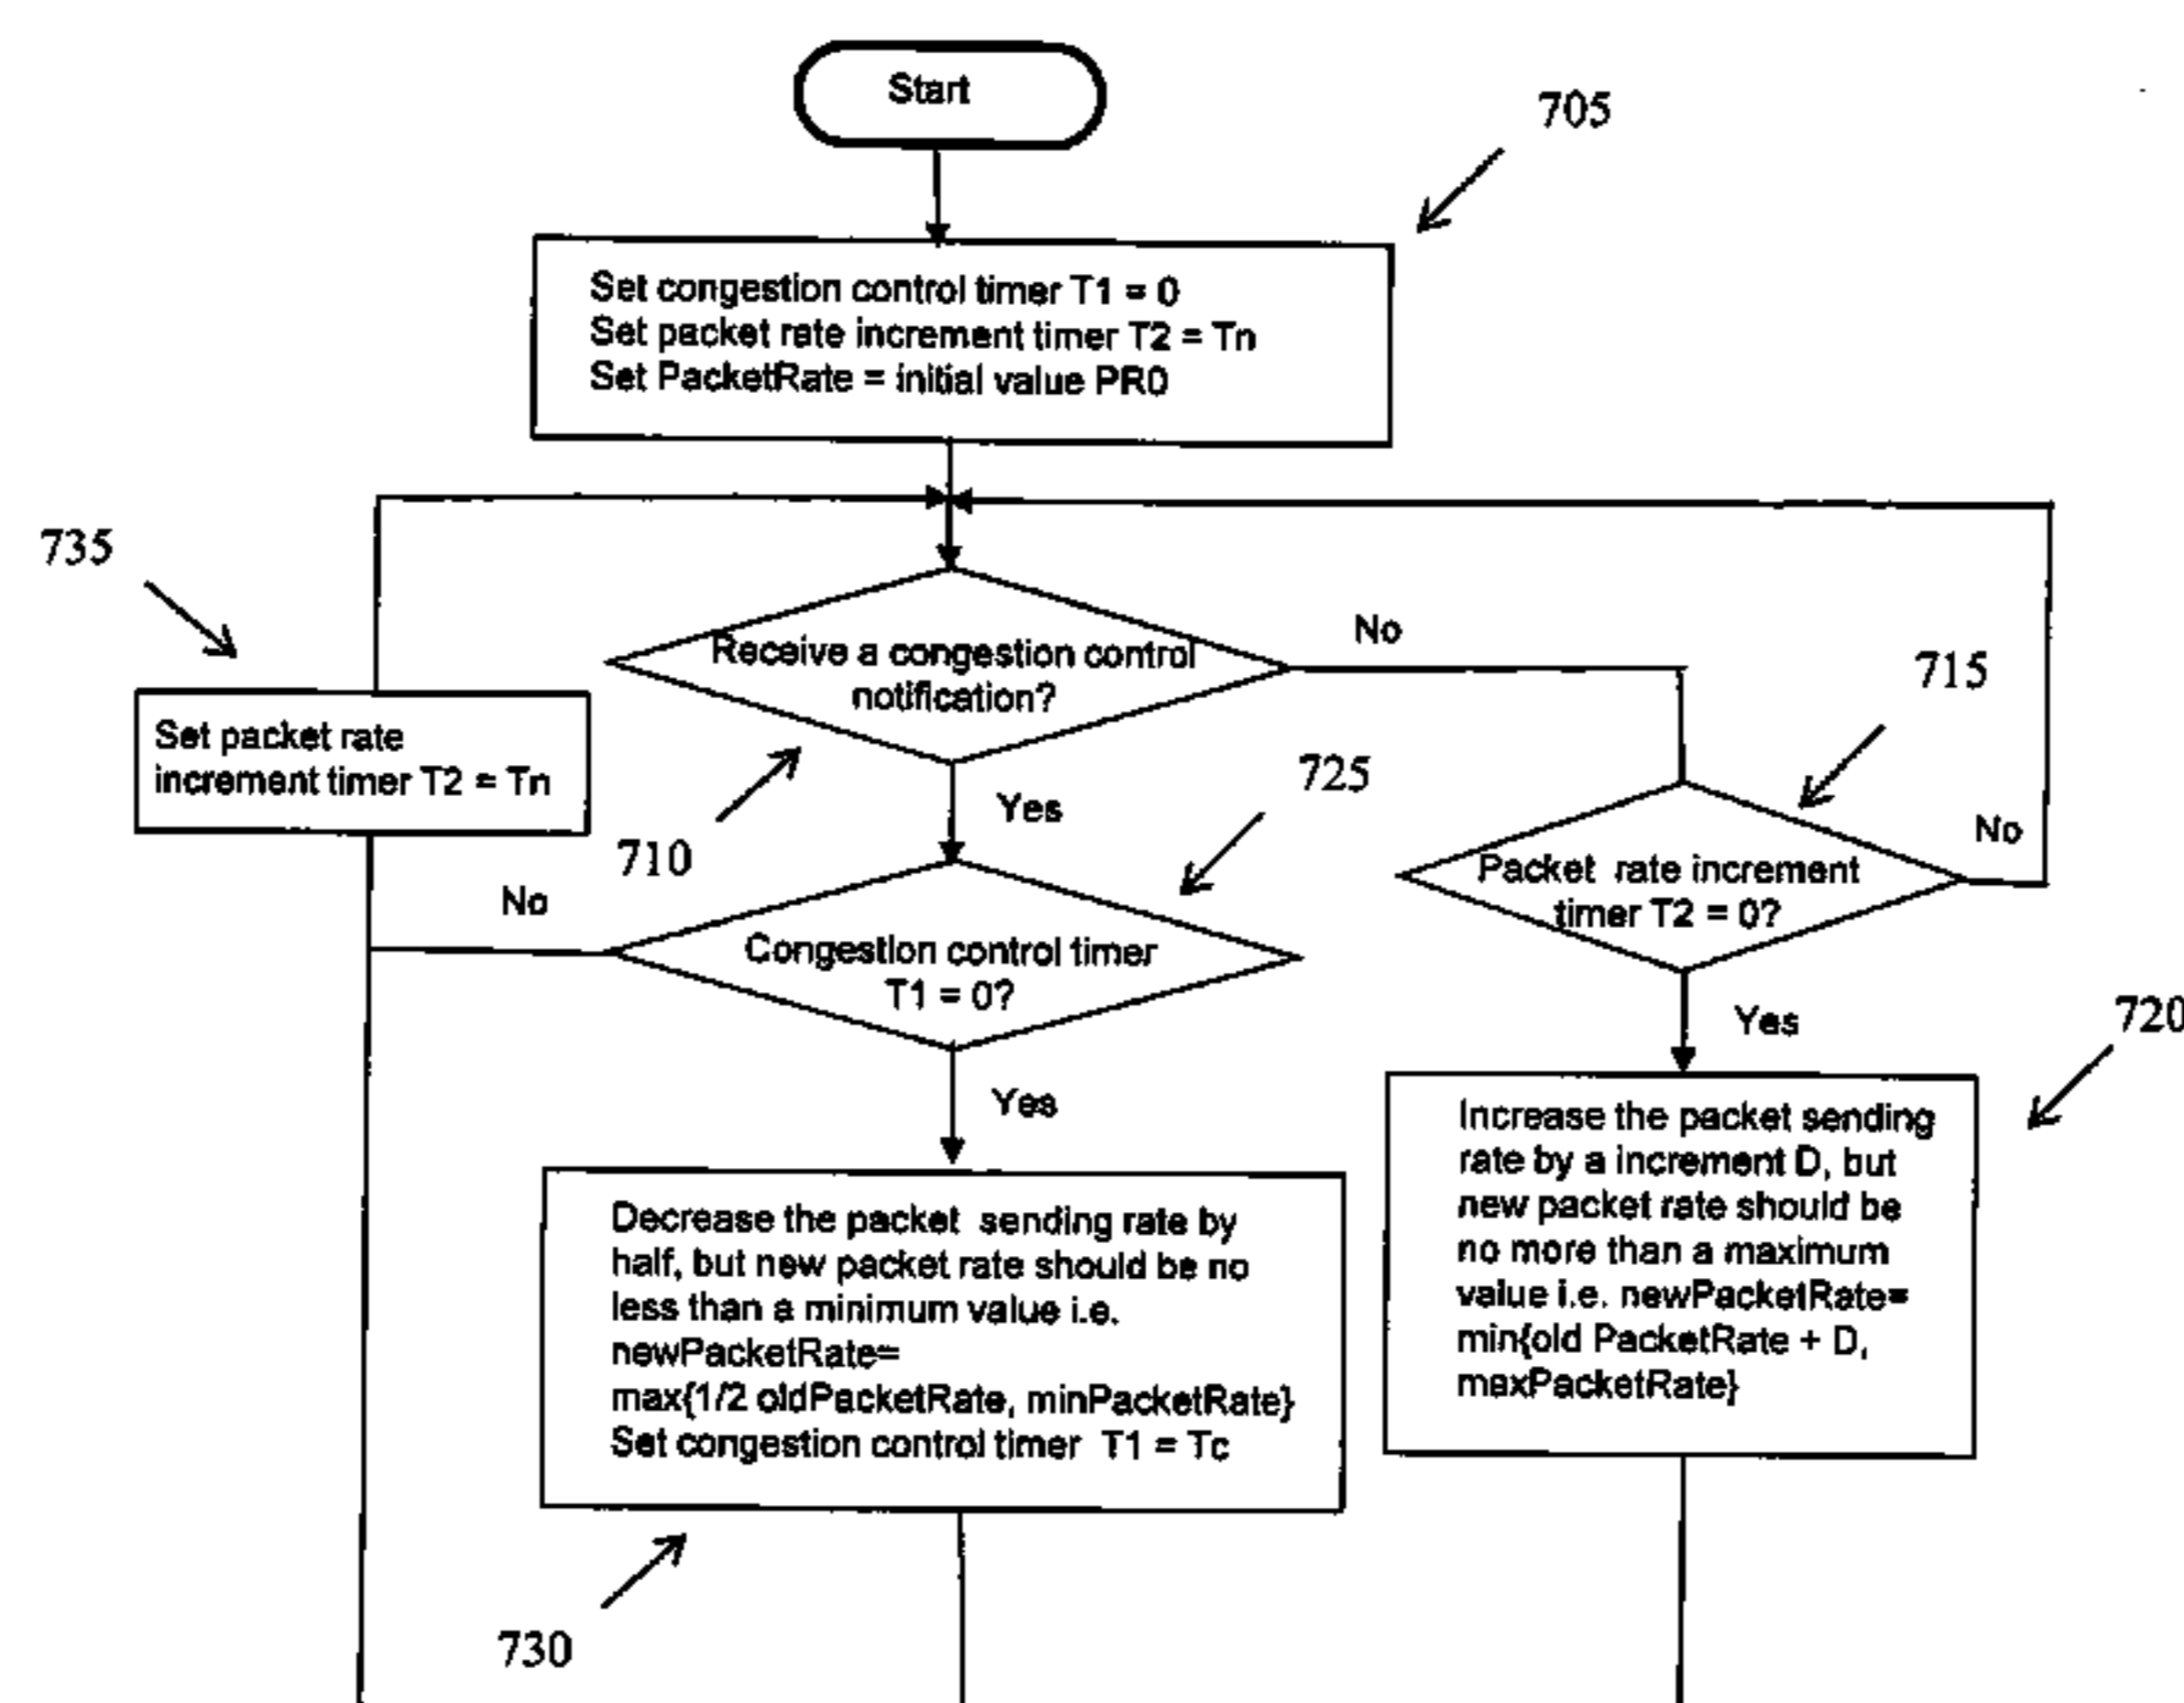 Start
705
Set congestion control timer T1 = 0
Set packet rate increment timer T2 = Tn
Set PacketRate = initial value PR0
735
Receive a congestion control
notification?
No
715
Set packet rate
increment timer T2 = Tn
710
Yes
725
No
Packet rate increment
timer T2 = 0?
No
Congestion control timer
T1 = 0?
Yes
720
Yes
Increase the packet sending
rate by a increment D, but
new packet rate should be
no more than a maximum
value i.e. newPacketRate=
min{old PacketRate + D,
maxPacketRate}
Decrease the packet sending rate by
half, but new packet rate should be no
less than a minimum value i.e.
newPacketRate=
max{1/2 oldPacketRate, minPacketRate}
Set congestion control timer T1 = Tc
730